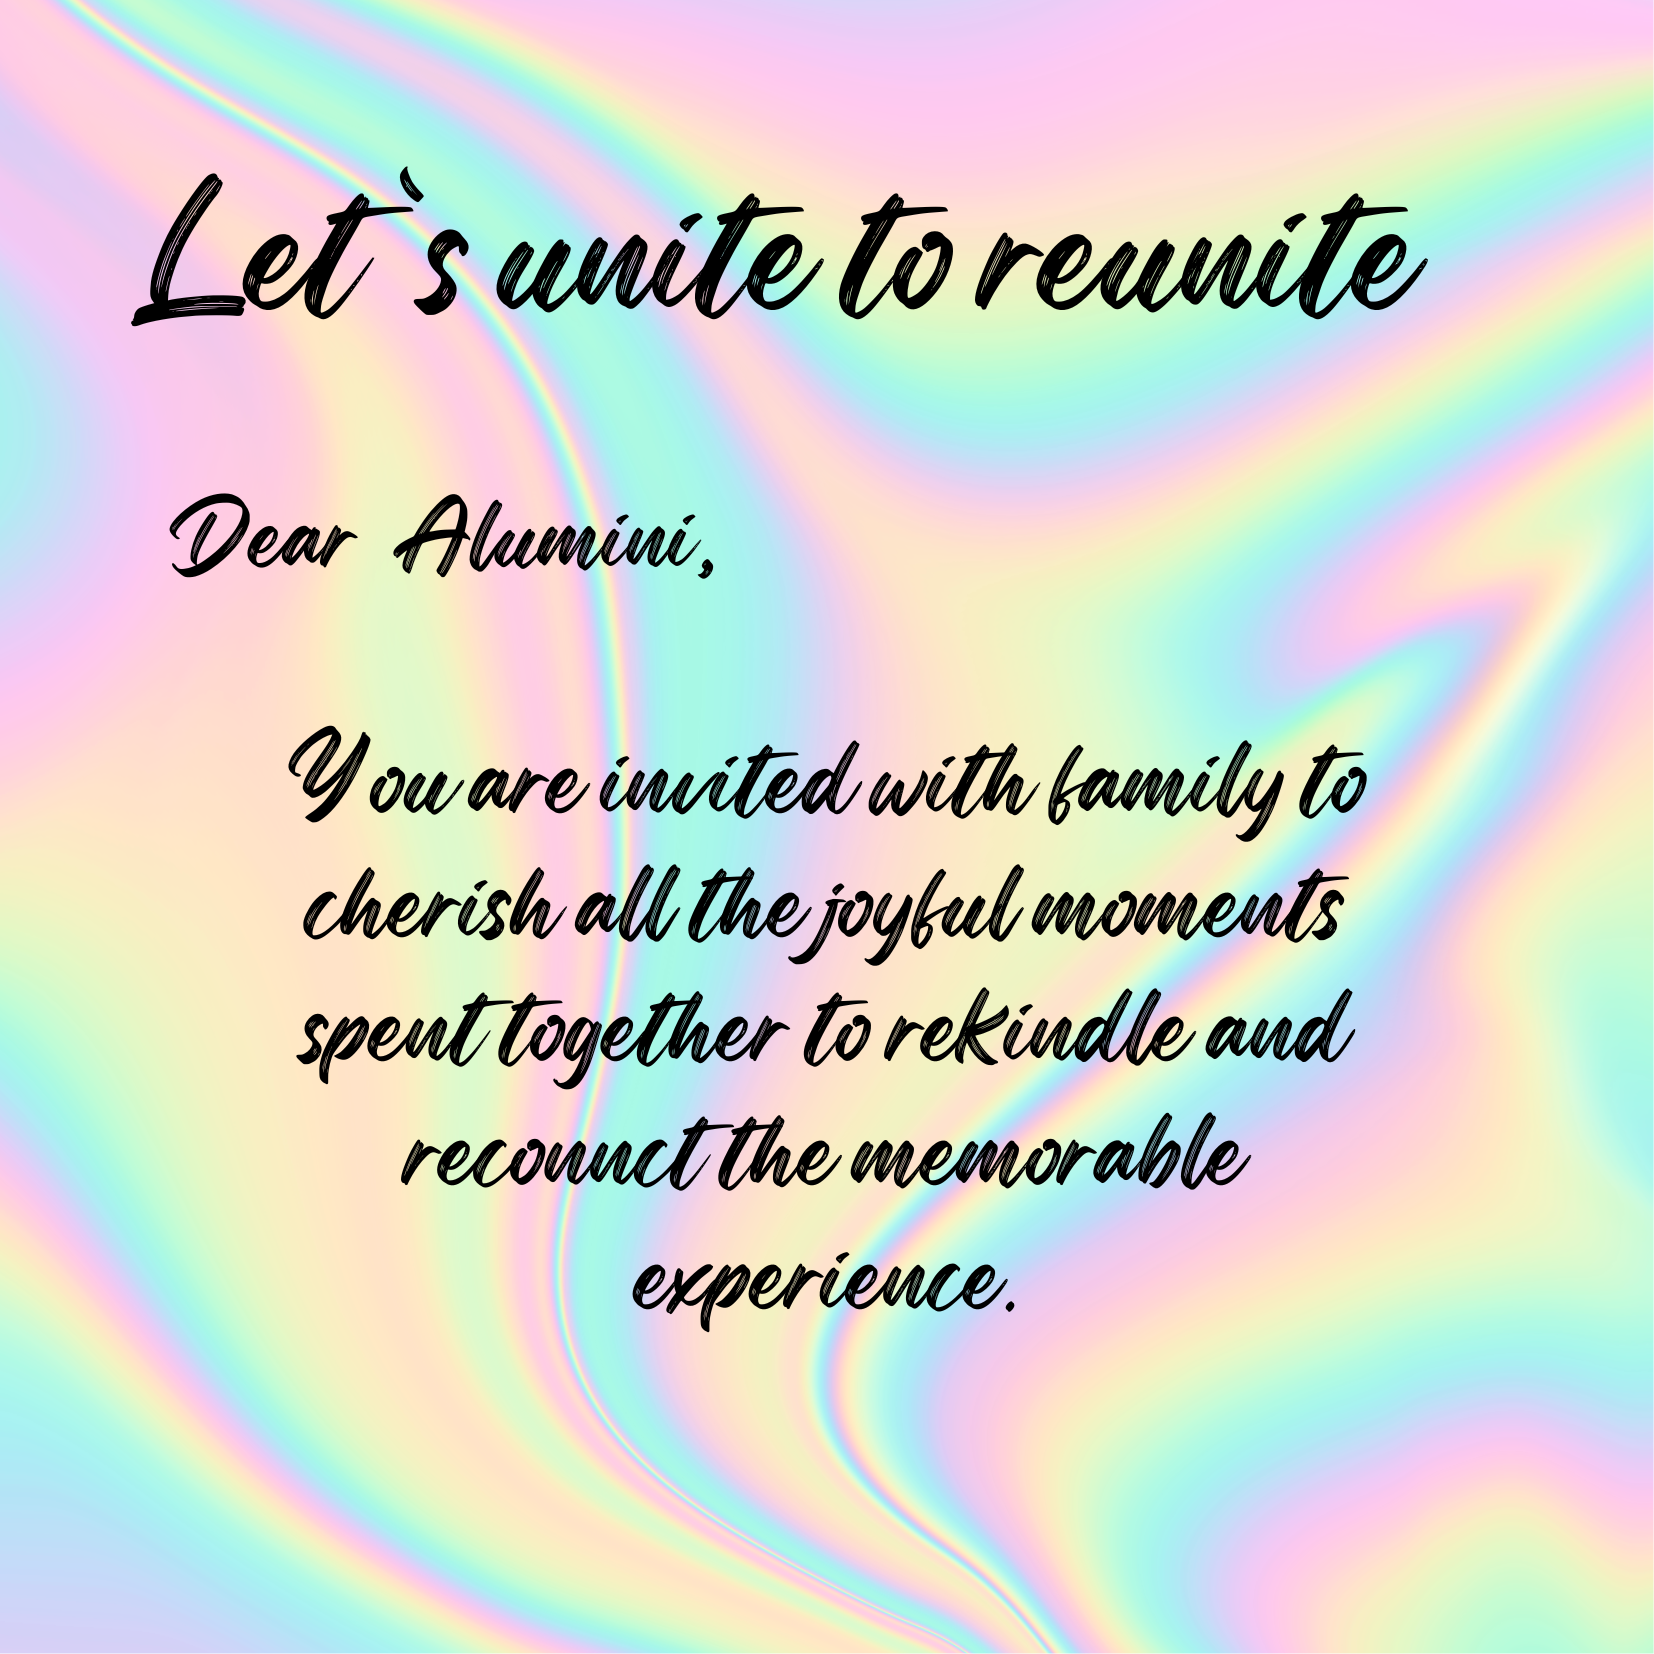 Let`s unite to reunite
Dear Alumini,
You are invited with family to
cherish all the joyful moments
spent together to rekindle and
reconnct the memorable
experience.